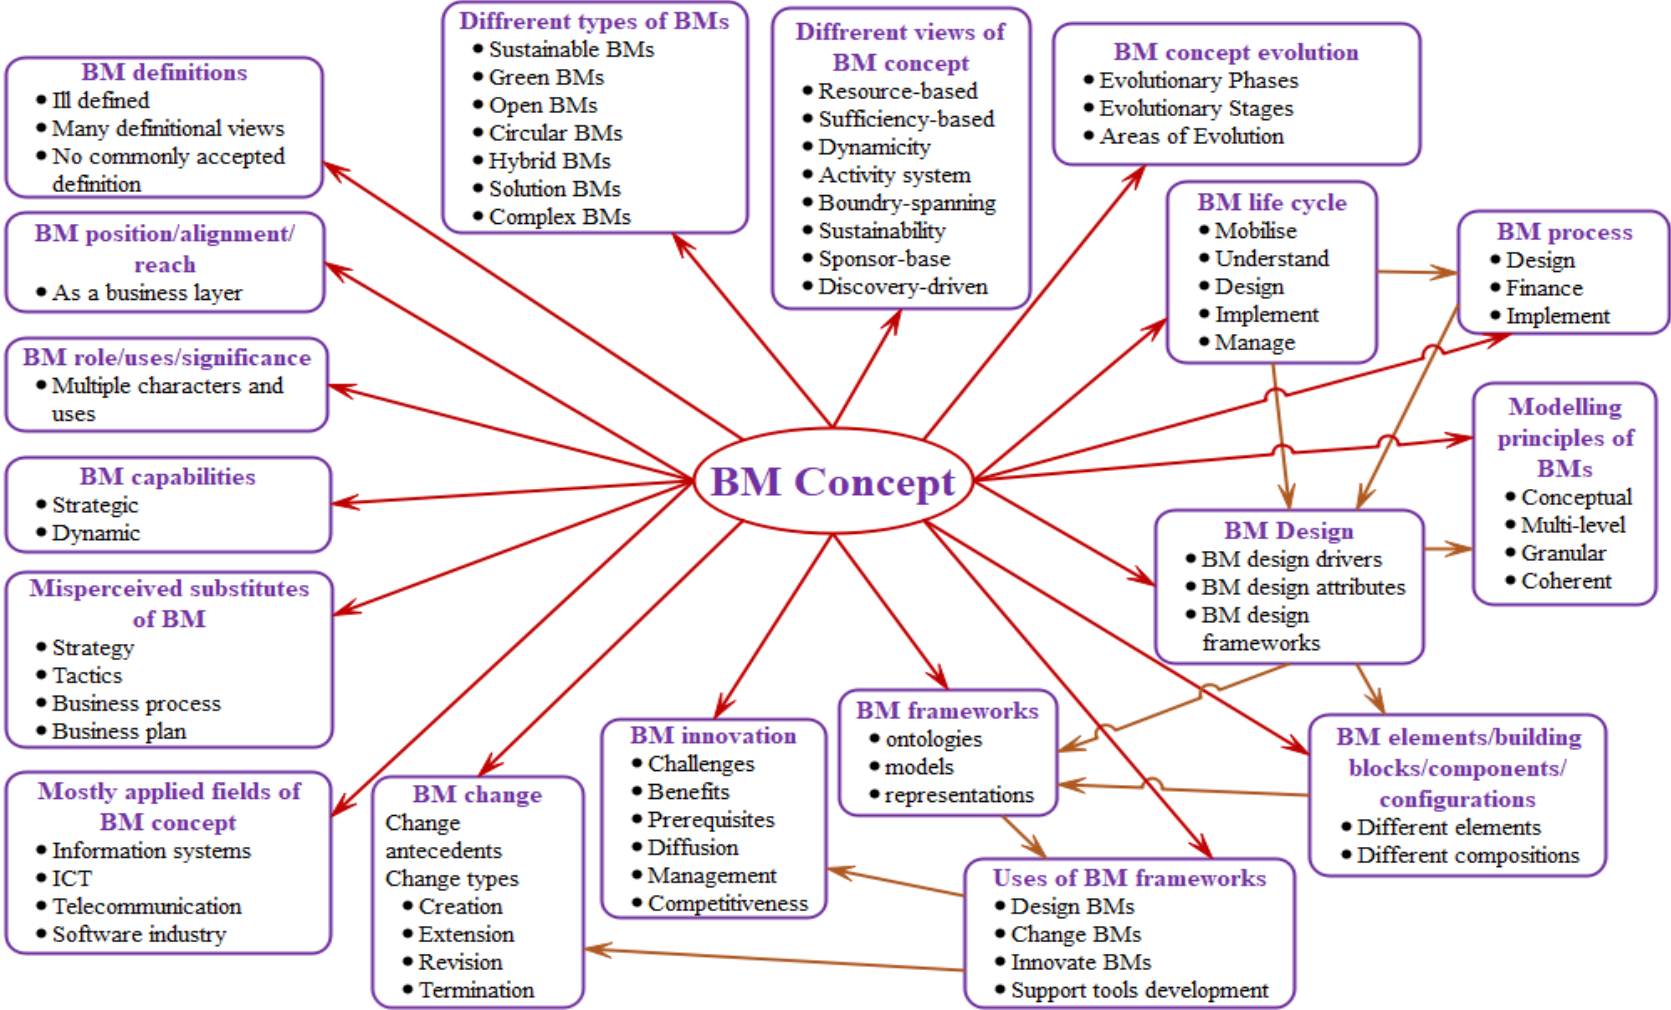 Diffrerent types of BMs
• Sustainable BMs
• Green BMs
• Open BMs
• Circular BMs
• Hybrid BMs
• Solution BMs
• Complex BMs
Diffrerent views of
BM concept
• Resource-based
• Sufficiency-based
• Dynamicity
• Activity system
• Boundry-spanning
• Sustainability
• Sponsor-base
• Discovery-driven
BM concept evolution
• Evolutionary Phases
• Evolutionary Stages
• Areas of Evolution
BM definitions
• Ill defined
• Many definitional views
• No commonly accepted
definition
BM position/alignment/
reach
• As a business layer
BM role/uses/significance
• Multiple characters and
uses
BM capabilities
• Strategic
• Dynamic
Misperceived substitutes
of BM
• Strategy
• Tactics
• Business process
• Business plan
Mostly applied fields of
BM concept
• Information systems
• ICT
• Telecommunication
• Software industry
BM Concept
BM life cycle
• Mobilise
• Understand
• Design
• Implement
• Manage
BM process
• Design
• Finance
• Implement
Modelling
principles of
BMs
• Conceptual
• Multi-level
• Granular
• Coherent
BM Design
• BM design drivers
• BM design attributes
• BM design
frameworks
BM elements/building
blocks/components/
configurations
• Different elements
• Different compositions
BM frameworks
• ontologies
• models
• representations
Uses of BM frameworks
• Design BMs
• Change BMs
• Innovate BMs
• Support tools development
BM innovation
• Challenges
• Benefits
• Prerequisites
• Diffusion
• Management
• Competitiveness
BM change
Change
antecedents
Change types
• Creation
• Extension
• Revision
• Termination